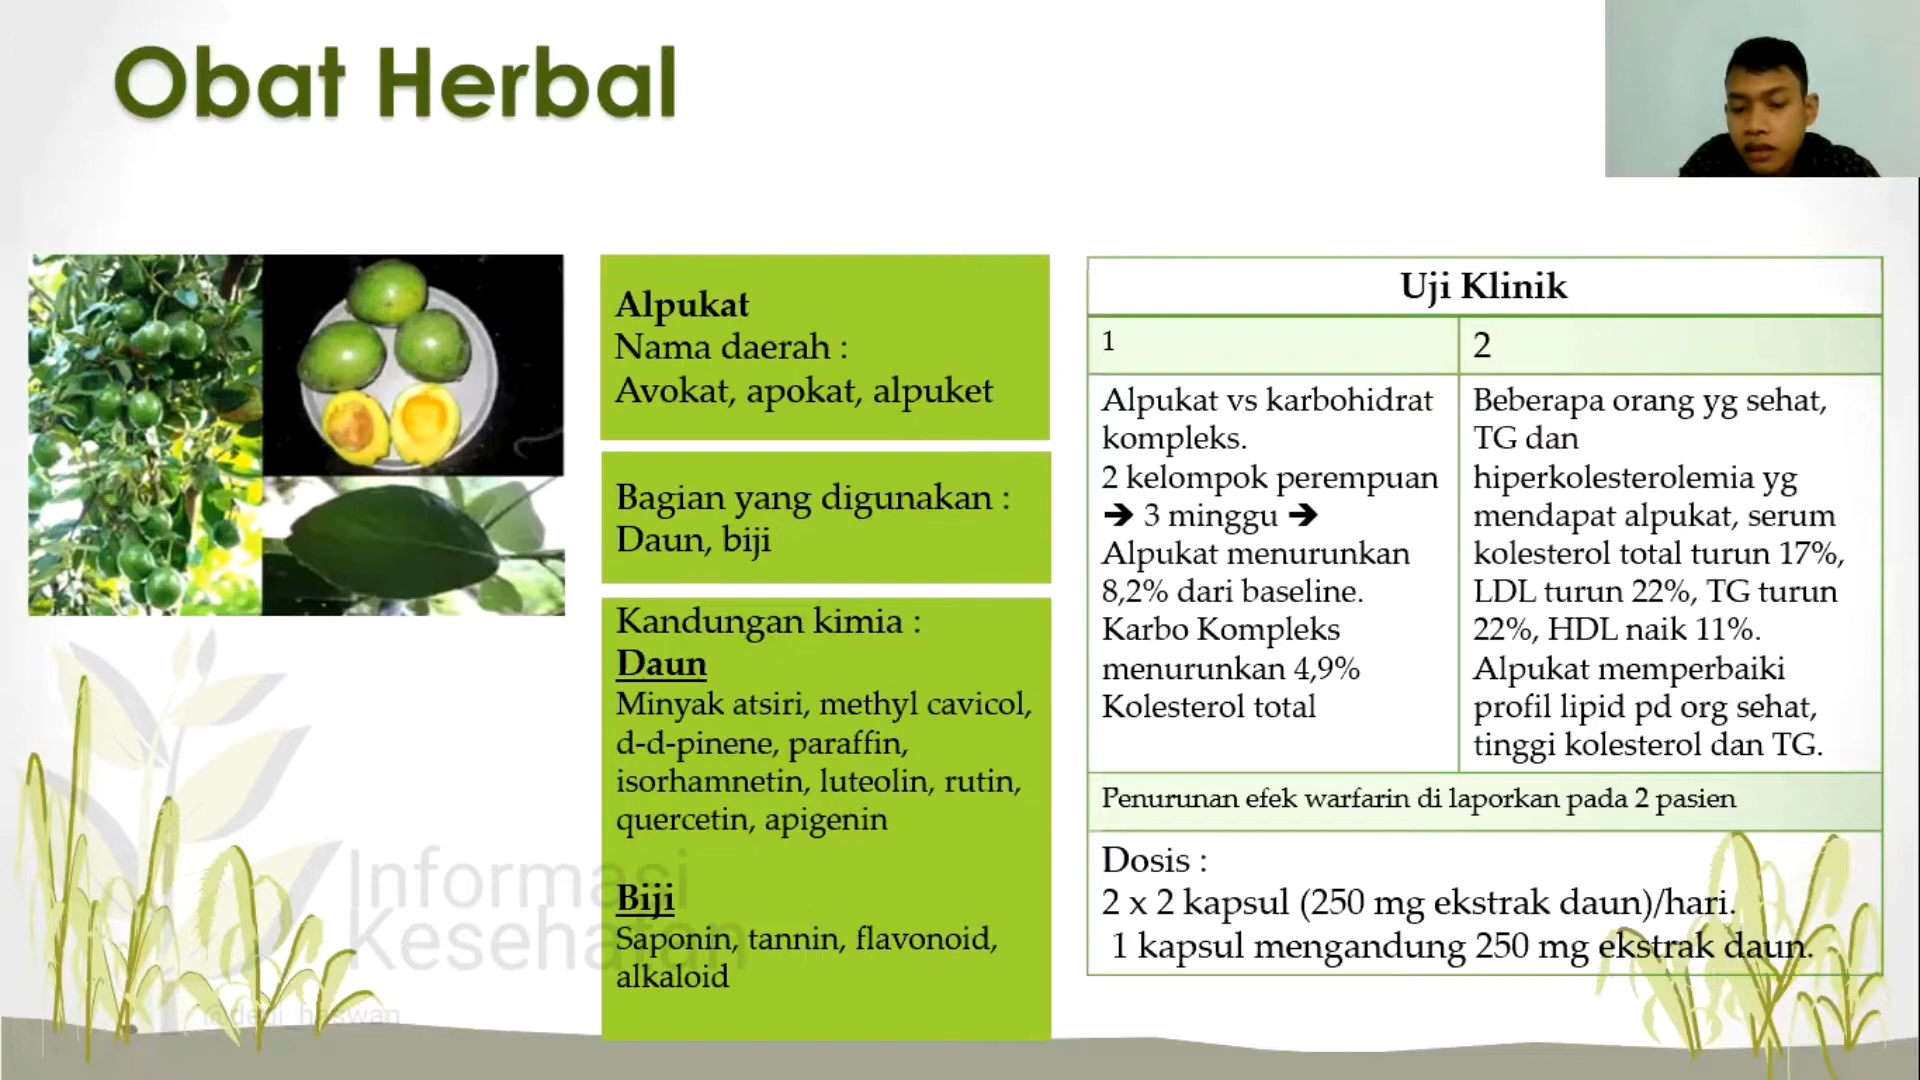 Obat Herbal
Alpukat
Nama daerah :
Avokat, apokat, alpuket
Bagian yang digunakan :
Daun, biji
Kandungan kimia :
Daun
Minyak atsiri, methyl cavicol,
d-d-pinene, paraffin,
isorhamnetin, luteolin, rutin,
quercetin, apigenin
Biji
Saponin, tannin, flavonoid,
alkaloid
Uji Klinik
1
Alpukat vs karbohidrat
kompleks.
2 kelompok perempuan
➔ 3 minggu ➔
Alpukat menurunkan
8,2% dari baseline.
Karbo Kompleks
menurunkan 4,9%
Kolesterol total
2
Beberapa orang yg sehat,
TG dan
hiperkolesterolemia yg
mendapat alpukat, serum
kolesterol total turun 17%,
LDL turun 22%, TG turun
22%, HDL naik 11%.
Alpukat memperbaiki
profil lipid pd org sehat,
tinggi kolesterol dan TG.
Penurunan efek warfarin di laporkan pada 2 pasien
Dosis :
2 x 2 kapsul (250 mg ekstrak daun)/hari.
1 kapsul mengandung 250 mg ekstrak daun.
Informasi
Kesehatan